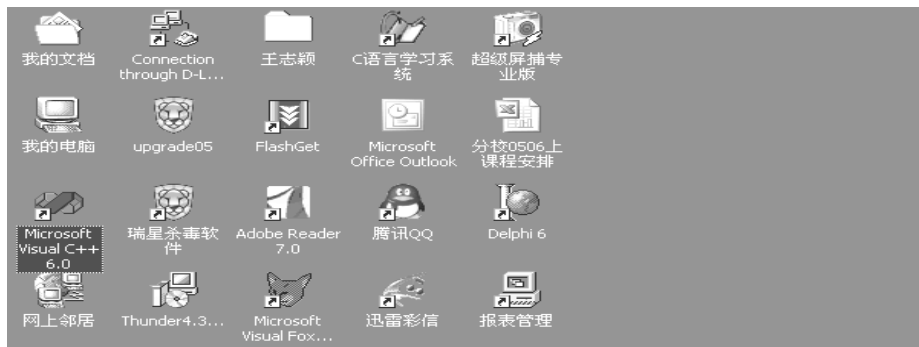 我的文档
Connection
through D-L...
王志颖
C语言学习系
统
超级屏捕专
业版
我的电脑
upgrade05
FlashGet
Microsoft
Office Outlook
分校0506上
课程安排
Microsoft
Visual C++
6.0
瑞星杀毒软
件
Adobe Reader
7.0
腾讯QQ
Delphi 6
网上邻居
Thunder4.3...
Microsoft
Visual Fox...
迅雷彩信
报表管理